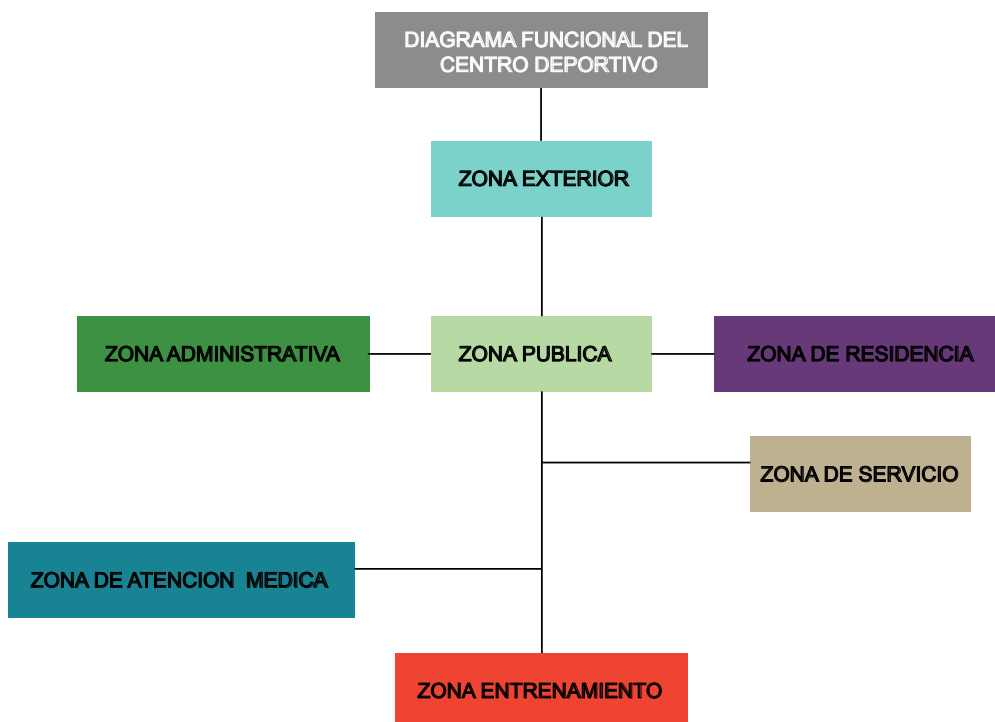 DIAGRAMA FUNCIONAL DEL
CENTRO DEPORTIVO
ZONA EXTERIOR
ZONA ADMINISTRATIVA
ZONA PUBLICA
ZONA DE RESIDENCIA
ZONA DE SERVICIO
ZONA DE ATENCION MEDICA
ZONA ENTRENAMIENTO